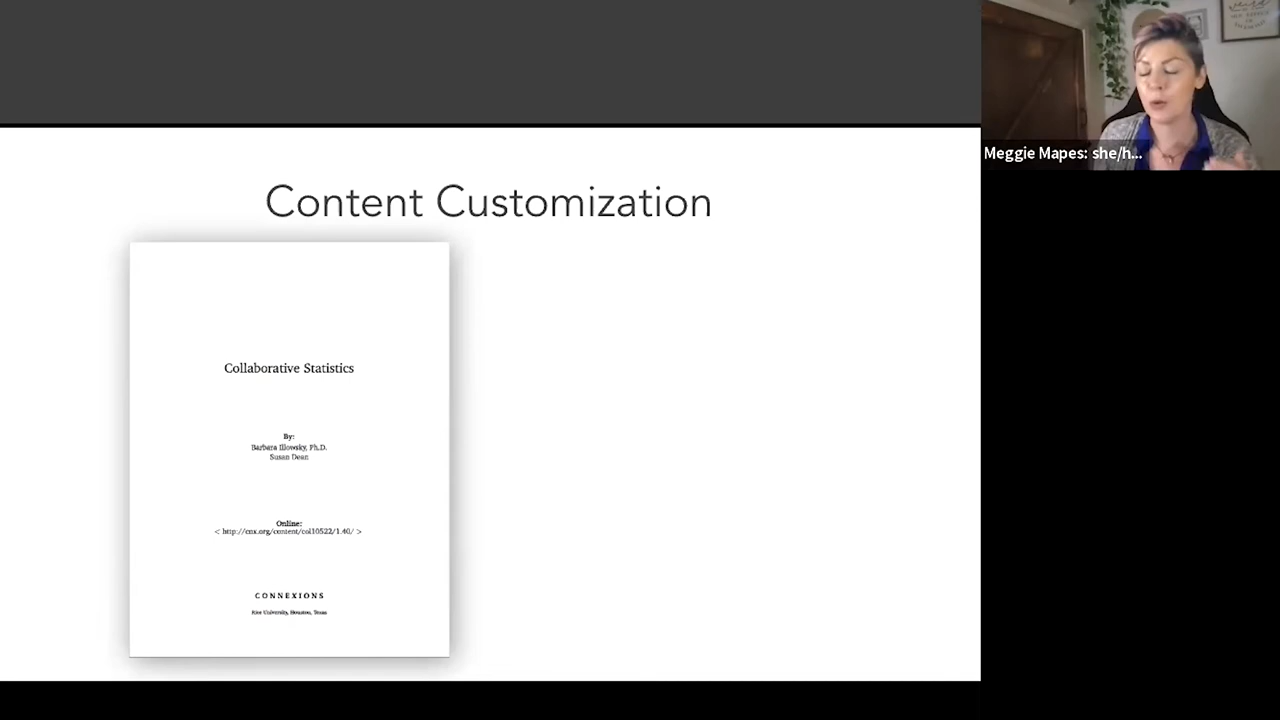 Content Customization
Collaborative Statistics
By:
Barbara Illowsky, Ph.D.
Susan Dean
Online:
< http://cnx.org/content/col10522/1.40/ >
CONNEXIONS
Rice University, Houston, Texas
Meggie Mapes: she/h...